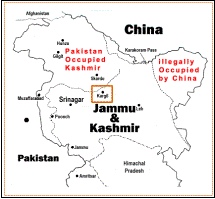 Afghanistan
China
Hunza
Gilgit
Pakistan
Occupied
Kashmir
Karakoram Pass
Illegally
Occupied
by China
Skardu
Muzaffarabad
Kargil
Srinagar
Leh
Poonch
Jammu
&
Kashmir
Pakistan
Jammu
Himachal
Pradesh
Amritsar